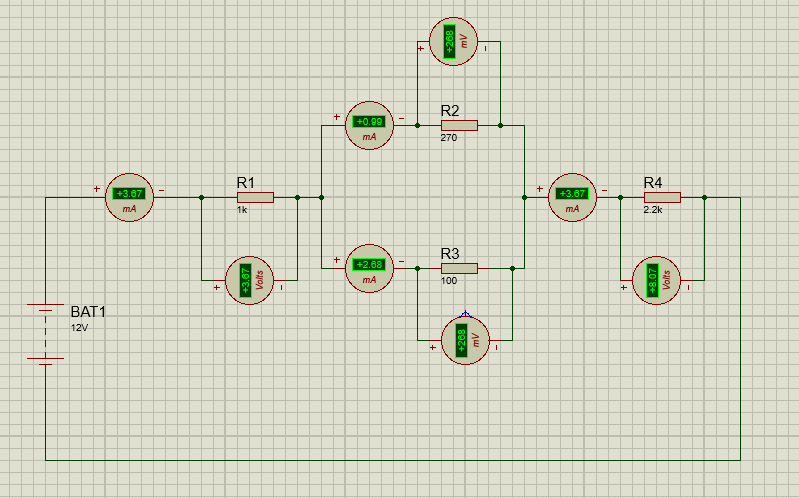 +268
mV
+ -
R2
270
+ -
+0.99
mA
R1
1k
+ -
+3.67
mA
+ -
+3.67
mA
R4
2.2k
+ -
+2.68
mA
R3
100
+ -
+3.67
Volts
+ -
+8.07
Volts
BAT1
12V
+ -
+268
mV